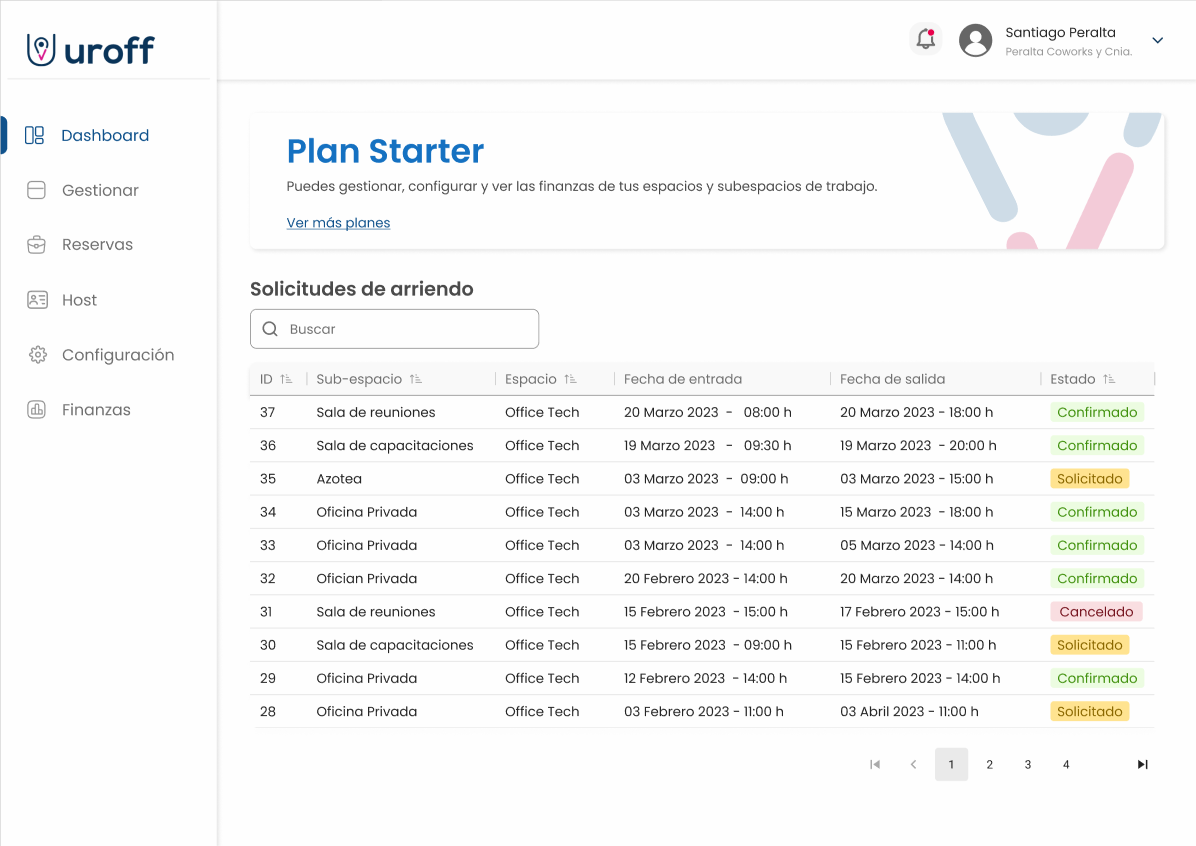 uroff
Santiago Peralta
Peralta Coworks y Cnia.
Dashboard
Gestionar
Reservas
Host
Configuración
Finanzas
Plan Starter
Puedes gestionar, configurar y ver las finanzas de tus espacios y subespacios de trabajo.
Ver más planes
Solicitudes de arriendo
Buscar
ID Sub-espacio Espacio Fecha de entrada Fecha de salida Estado
37 Sala de reuniones Office Tech 20 Marzo 2023 - 08:00 h 20 Marzo 2023 - 18:00 h Confirmado
36 Sala de capacitaciones Office Tech 19 Marzo 2023 - 09:30 h 19 Marzo 2023 - 20:00 h Confirmado
35 Azotea Office Tech 03 Marzo 2023 - 09:00 h 03 Marzo 2023 - 15:00 h Solicitado
34 Oficina Privada Office Tech 03 Marzo 2023 - 14:00 h 15 Marzo 2023 - 18:00 h Confirmado
33 Oficina Privada Office Tech 03 Marzo 2023 - 14:00 h 05 Marzo 2023 - 14:00 h Confirmado
32 Ofician Privada Office Tech 20 Febrero 2023 - 14:00 h 20 Marzo 2023 - 14:00 h Confirmado
31 Sala de reuniones Office Tech 15 Febrero 2023 - 15:00 h 17 Febrero 2023 - 15:00 h Cancelado
30 Sala de capacitaciones Office Tech 15 Febrero 2023 - 09:00 h 15 Febrero 2023 - 11:00 h Solicitado
29 Oficina Privada Office Tech 12 Febrero 2023 - 14:00 h 15 Febrero 2023 - 14:00 h Confirmado
28 Oficina Privada Office Tech 03 Febrero 2023 - 11:00 h 03 Abril 2023 - 11:00 h Solicitado
1 2 3 4